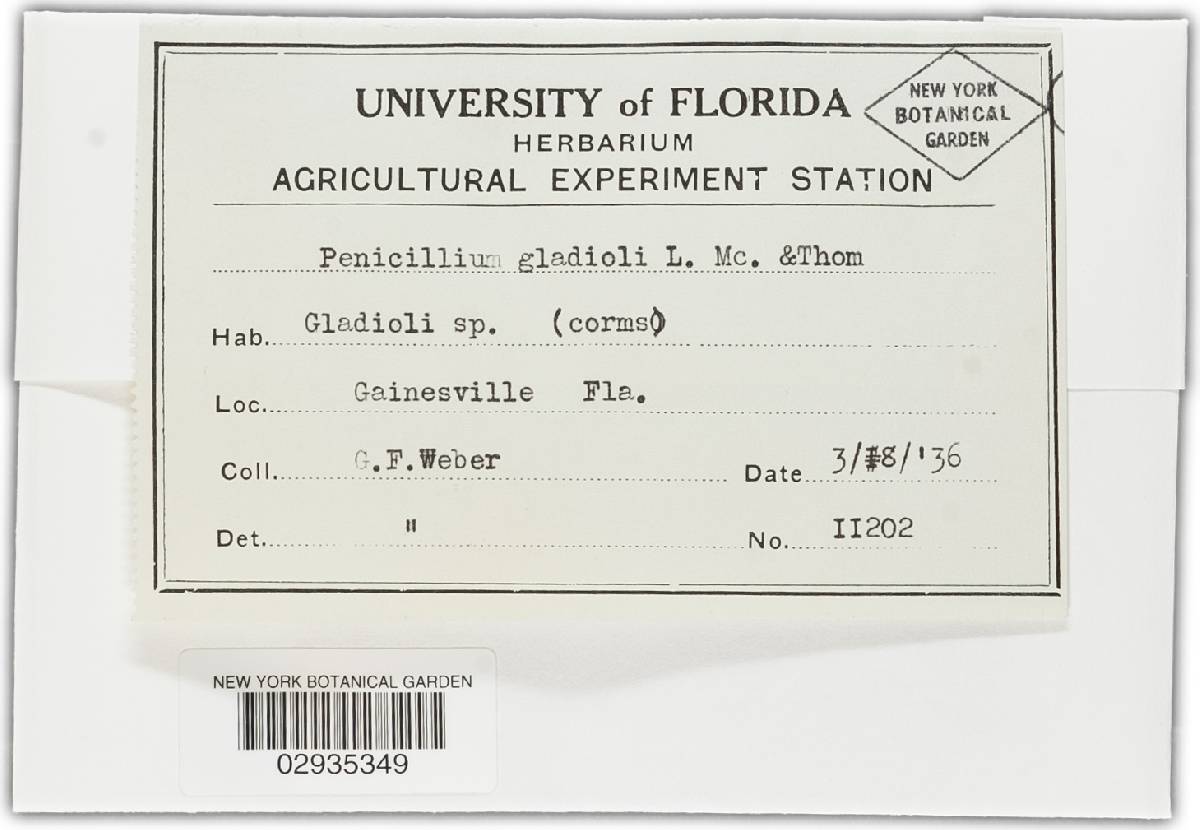 UNIVERSITY of FLORIDA
HERBARIUM
AGRICULTURAL EXPERIMENT STATION
NEW YORK
BOTANICAL
GARDEN
Penicillium gladioli L. Mc. &Thom
Hab. Gladioli sp. (corms)
Loc. Gainesville Fla.
Coll. G.F.Weber Date 3/8/'36
Det. " No. II202
NEW YORK BOTANICAL GARDEN
02935349